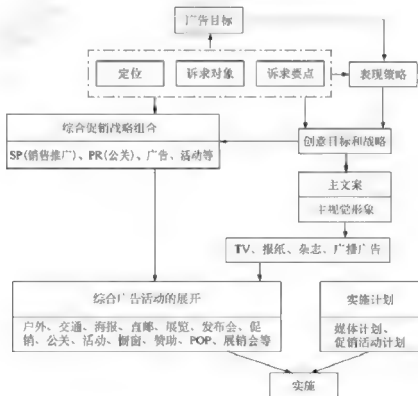 广告目标
定位
诉求对象
诉求要点
表现策略
综合促销战略组合
SP(销售推广)、PR(公关)、广告、活动等
创意目标和战略
主文案
主视觉形象
TV、报纸、杂志、广播广告
综合广告活动的展开
户外、交通、海报、直邮、展览、发布会、促
销、公关、活动、橱窗、赞助、POP、展销会等
实施计划
媒体计划、
促销活动计划
实施